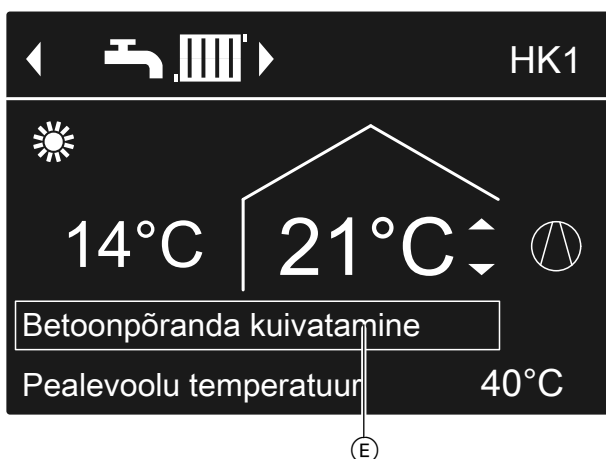 HK1
14°C 21°C
Betoonpõranda kuivatamine
Pealevoolu temperatuur 40°C
E